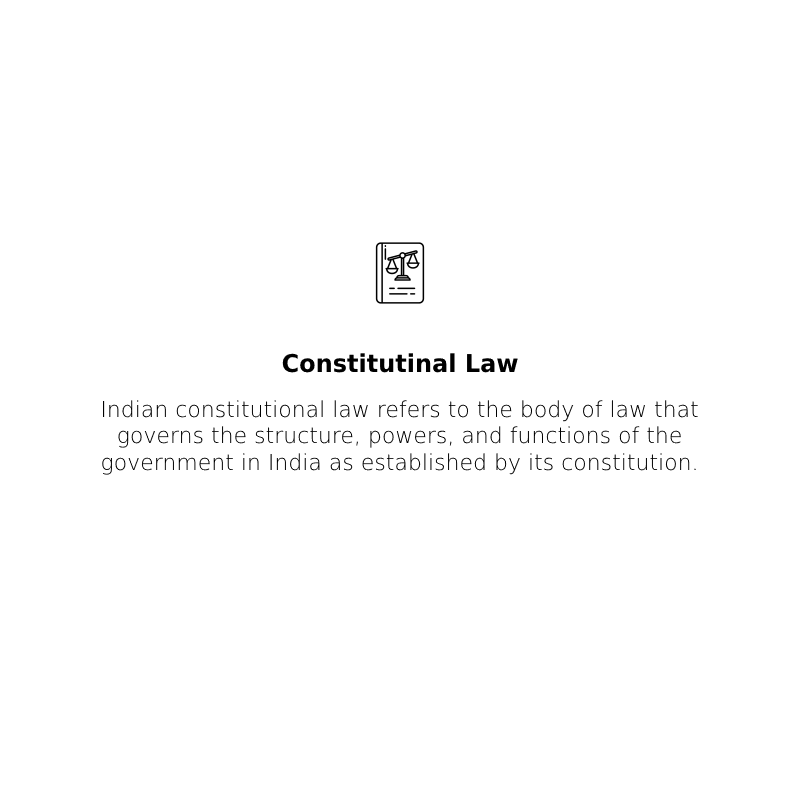 Constitutinal Law
Indian constitutional law refers to the body of law that
governs the structure, powers, and functions of the
government in India as established by its constitution.